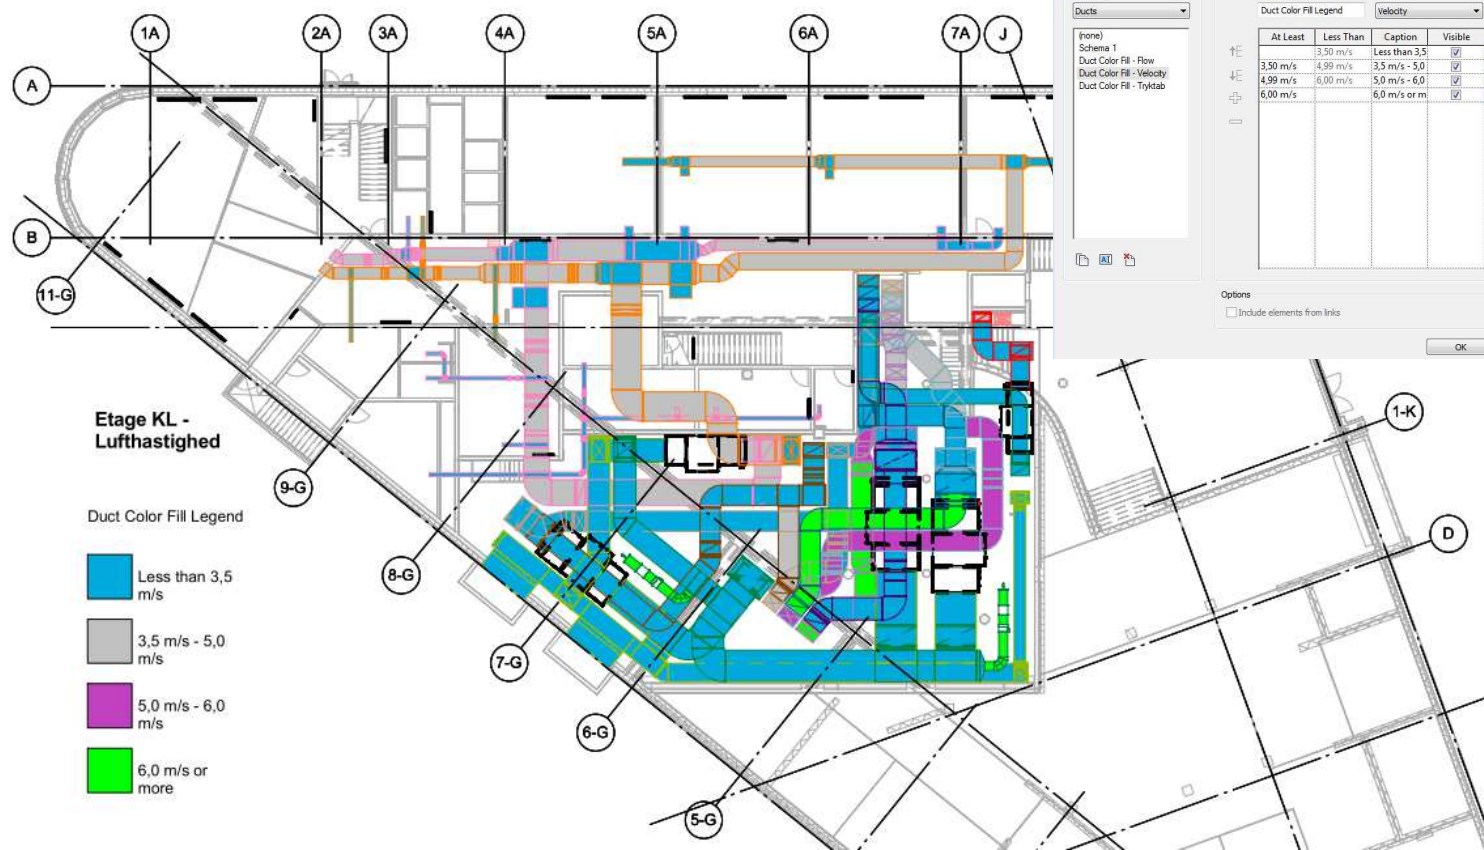 1A
2A
3A
4A
5A
6A
7A
J
A
B
11-G
9-G
8-G
7-G
6-G
5-G
1-K
D
Etage KL -
Lufthastighed
Duct Color Fill Legend
Less than 3,5
m/s
3,5 m/s - 5,0
m/s
5,0 m/s - 6,0
m/s
6,0 m/s or
more
Ducts
(none)
Schema 1
Duct Color Fill - Flow
Duct Color Fill - Velocity
Duct Color Fill - Tryktab
Duct Color Fill Legend
Velocity
At Least Less Than Caption Visible
3,50 m/s Less than 3,5
3,50 m/s 4,99 m/s 3,5 m/s - 5,0
4,99 m/s 6,00 m/s 5,0 m/s - 6,0
6,00 m/s 6,0 m/s or m
Options
Include elements from links
OK